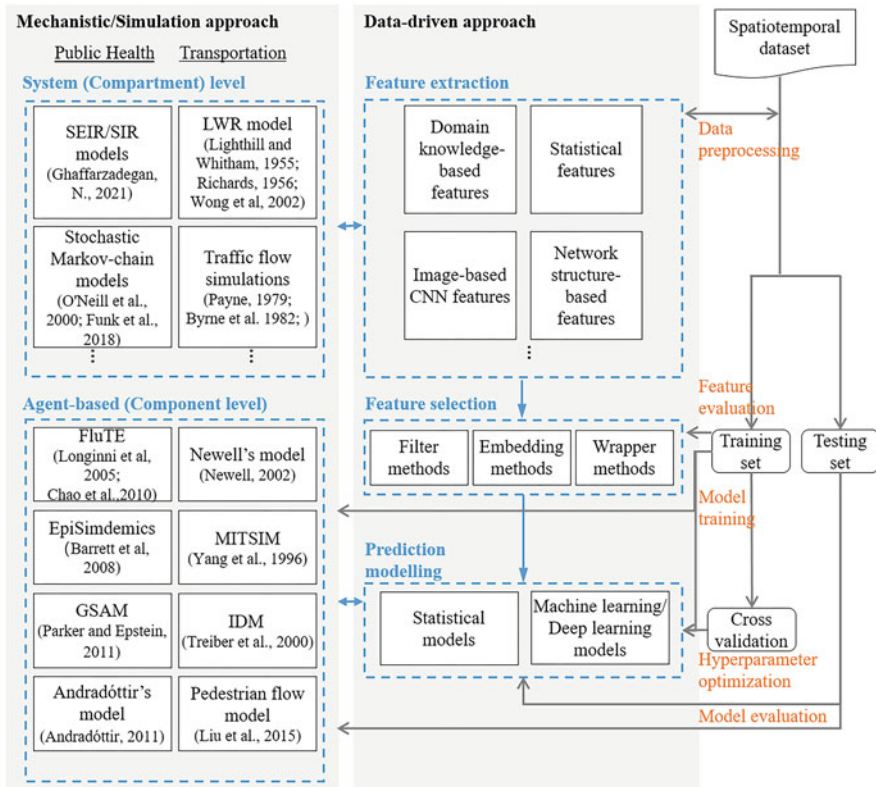 Mechanistic/Simulation approach
Public Health
Transportation
System (Compartment) level
SEIR/SIR
models
(Ghaffarzadegan,
N., 2021)
LWR model
(Lighthill and
Whitham, 1955;
Richards, 1956;
Wong et al, 2002)
Stochastic
Markov-chain
models
(O'Neill et al.,
2000; Funk et al.,
2018)
Traffic flow
simulations
(Payne, 1979;
Byrne et al. 1982; )
⋮
⋮
Agent-based (Component level)
FluTE
(Longinni et al,
2005;
Chao et al.,2010)
Newell’s model
(Newell, 2002)
EpiSimdemics
(Barrett et al,
2008)
MITSIM
(Yang et al., 1996)
GSAM
(Parker and Epstein,
2011)
IDM
(Treiber et al., 2000)
Andradóttir’s
model
(Andradóttir, 2011)
Pedestrian flow
model
(Liu et al., 2015)
Data-driven approach
Feature extraction
Domain
knowledge-
based
features
Statistical
features
Image-based
CNN features
Network
structure-
based
features
⋮
Feature selection
Filter
methods
Embedding
methods
Wrapper
methods
Prediction
modelling
Statistical
models
Machine learning/
Deep learning
models
Spatiotemporal
dataset
Data
preprocessing
Feature
evaluation
Training
set
Testing
set
Model
training
Cross
validation
Hyperparameter
optimization
Model evaluation